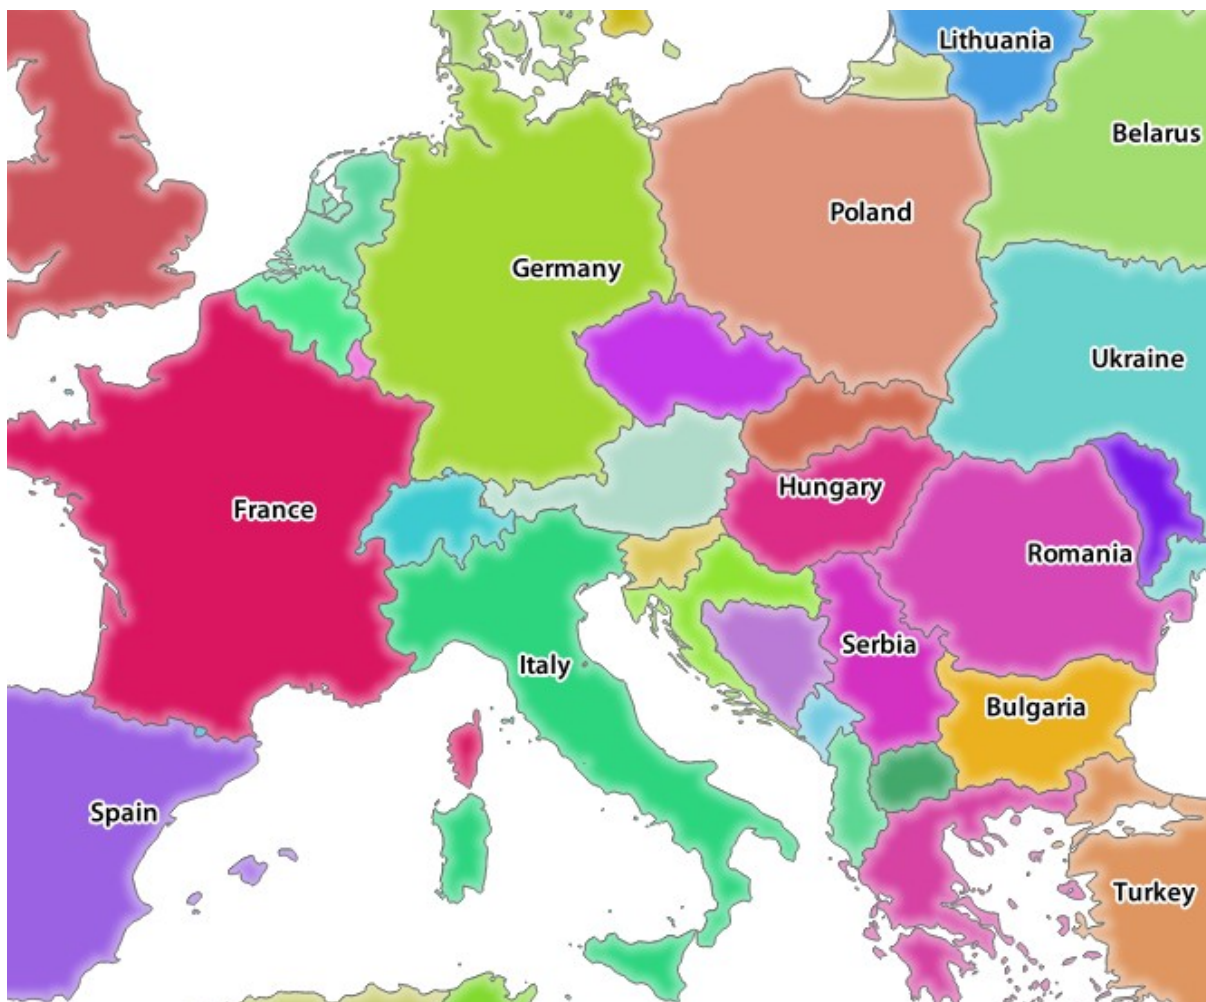 Lithuania
Belarus
Poland
Germany
Ukraine
Hungary
France
Romania
Serbia
Italy
Bulgaria
Spain
Turkey